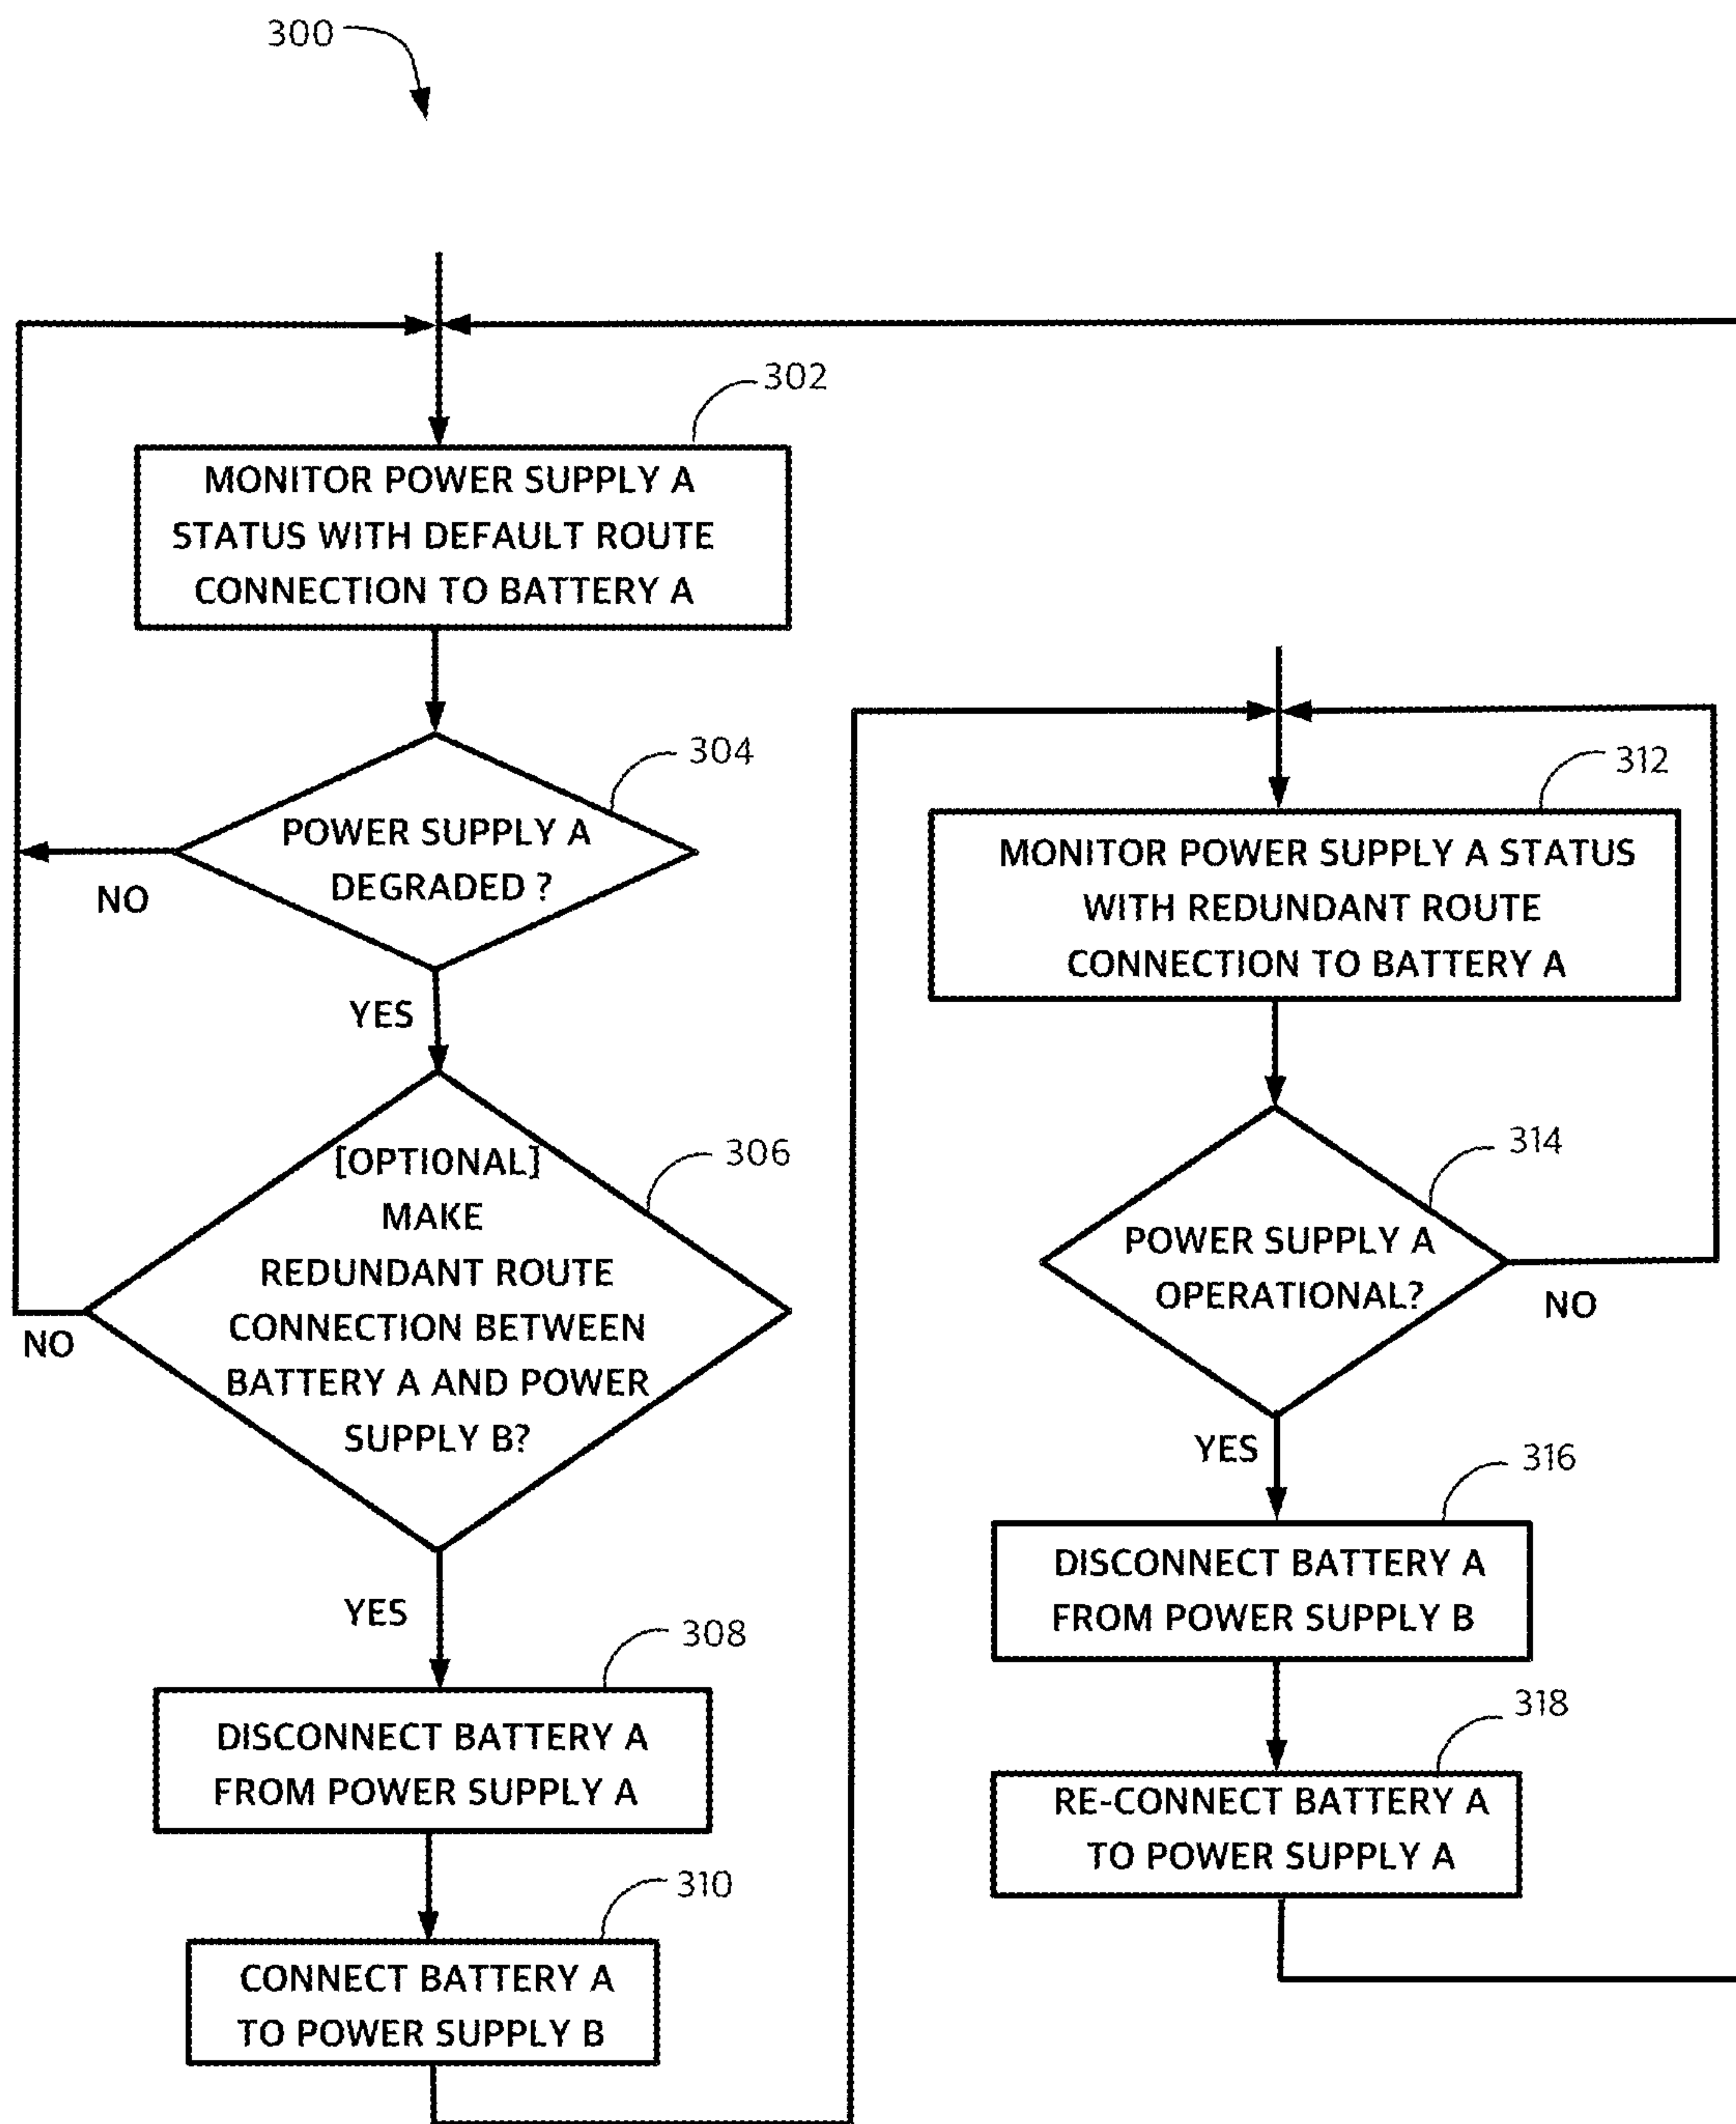 300
302
MONITOR POWER SUPPLY A
STATUS WITH DEFAULT ROUTE
CONNECTION TO BATTERY A
304
POWER SUPPLY A
DEGRADED ?
NO
YES
306
[OPTIONAL]
MAKE
REDUNDANT ROUTE
CONNECTION BETWEEN
BATTERY A AND POWER
SUPPLY B?
NO
YES
308
DISCONNECT BATTERY A
FROM POWER SUPPLY A
310
CONNECT BATTERY A
TO POWER SUPPLY B
312
MONITOR POWER SUPPLY A STATUS
WITH REDUNDANT ROUTE
CONNECTION TO BATTERY A
314
POWER SUPPLY A
OPERATIONAL?
NO
YES
316
DISCONNECT BATTERY A
FROM POWER SUPPLY B
318
RE-CONNECT BATTERY A
TO POWER SUPPLY A